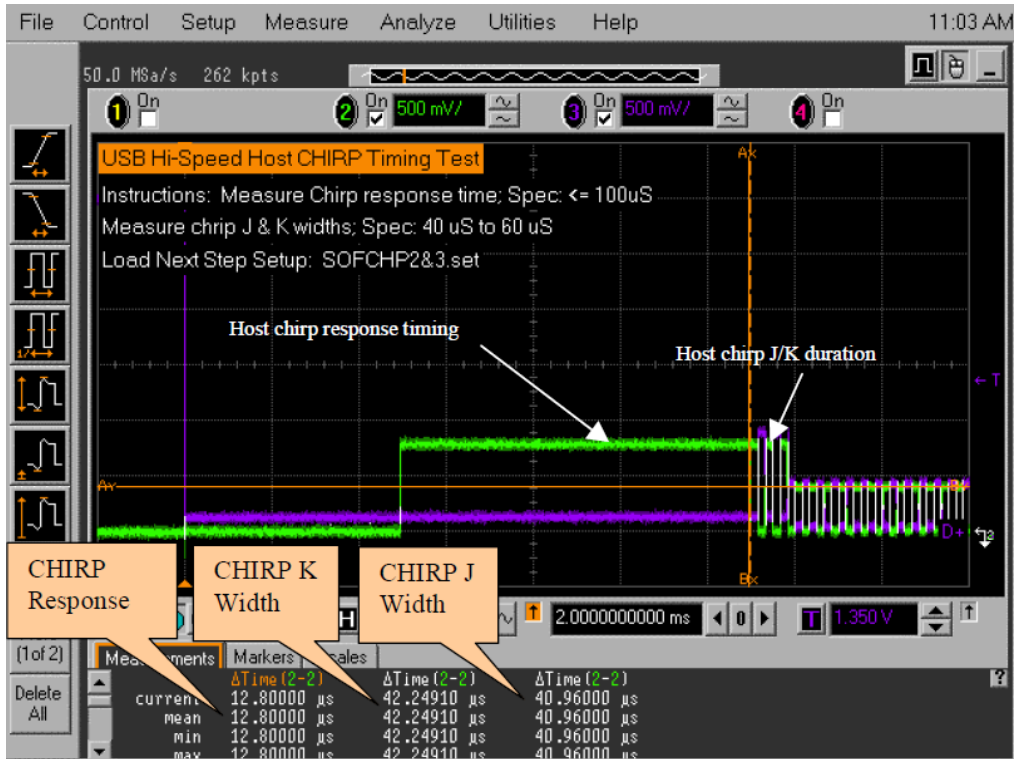 File Control Setup Measure Analyze Utilities Help 11:03 AM
50.0 MSa/s 262 kpts
1 On 2 On 500 mV/ 3 On 500 mV/ 4 On
USB Hi-Speed Host CHIRP Timing Test
Instructions: Measure Chirp response time; Spec: <= 100uS
Measure chrip J & K widths; Spec: 40 uS to 60 uS
Load Next Step Setup: SOFCHP2&3.set
Ax
Host chirp response timing
Host chirp J/K duration
T
Ay
D+
2
Bx
CHIRP
Response
CHIRP K
Width
CHIRP J
Width
H 2.0000000000 ms 0 T 1.350 V
(1 of 2)
Delete
All
Markers
ΔTime(2-2) ΔTime(2-2) ΔTime(2-2)
current 12.80000 µs 42.24910 µs 40.96000 µs
mean 12.80000 µs 42.24910 µs 40.96000 µs
min 12.80000 µs 42.24910 µs 40.96000 µs
max 12.80000 µs 42.24910 µs 40.96000 µs